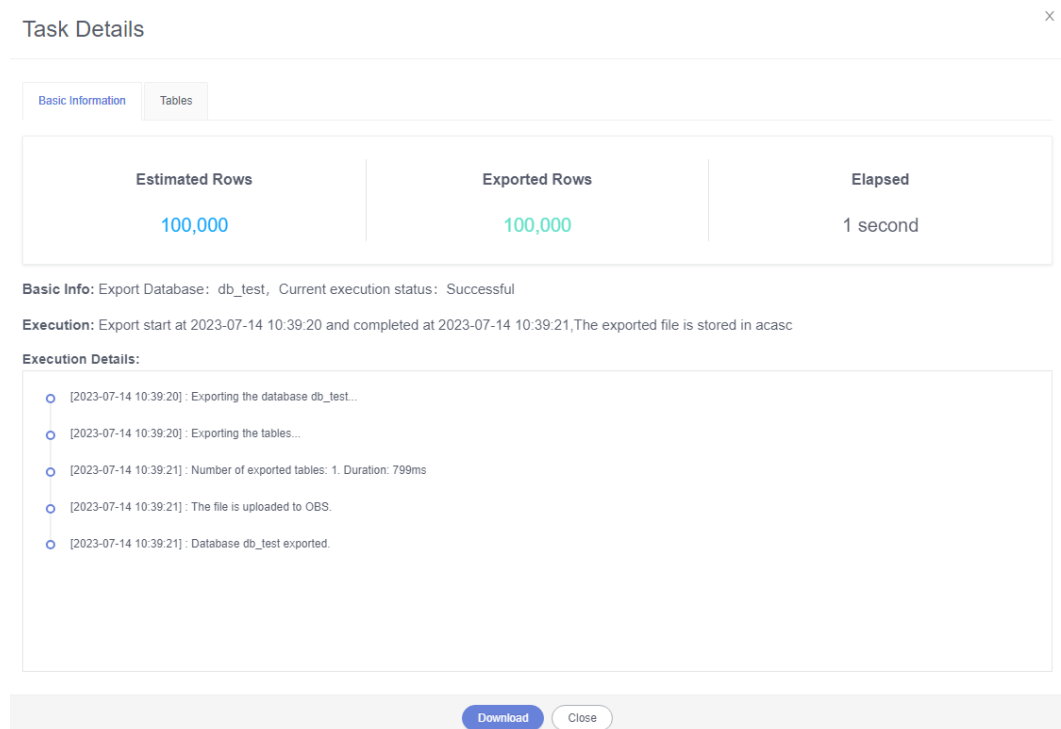 Task Details
X
Basic Information
Tables
Estimated Rows
Exported Rows
Elapsed
100,000
100,000
1 second
Basic Info: Export Database： db_test， Current execution status： Successful
Execution: Export start at 2023-07-14 10:39:20 and completed at 2023-07-14 10:39:21,The exported file is stored in acasc
Execution Details:
[2023-07-14 10:39:20] : Exporting the database db_test...
[2023-07-14 10:39:20] : Exporting the tables...
[2023-07-14 10:39:21] : Number of exported tables: 1. Duration: 799ms
[2023-07-14 10:39:21] : The file is uploaded to OBS.
[2023-07-14 10:39:21] : Database db_test exported.
Download
Close